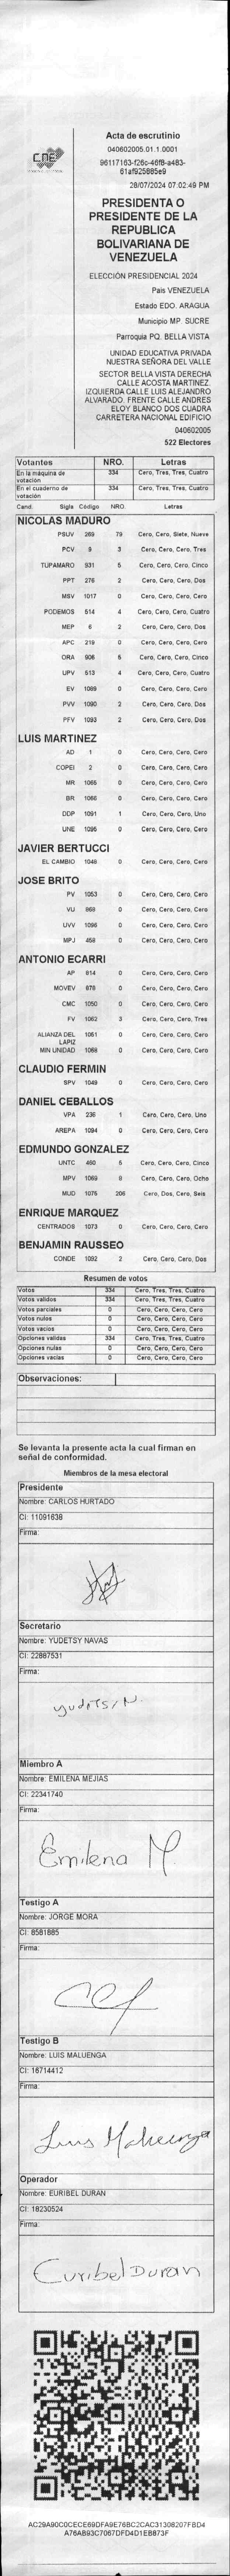 CNE
Acta de escrutinio
040602005.01.1.0001
96117163-f26c-46f8-a483-
61af925885e9
28/07/2024 07:02:49 PM
PRESIDENTA O
PRESIDENTE DE LA
REPUBLICA
BOLIVARIANA DE
VENEZUELA
ELECCIÓN PRESIDENCIAL 2024
Pais VENEZUELA
Estado EDO. ARAGUA
Municipio MP. SUCRE
Parroquia PQ. BELLA VISTA
UNIDAD EDUCATIVA PRIVADA
NUESTRA SEÑORA DEL VALLE
SECTOR BELLA VISTA DERECHA
CALLE ACOSTA MARTINEZ.
IZQUIERDA CALLE LUIS ALEJANDRO
ALVARADO. FRENTE CALLE ANDRES
ELOY BLANCO DOS CUADRA
CARRETERA NACIONAL EDIFICIO
040602005
522 Electores
Votantes NRO. Letras
En la máquina de votación 334 Cero, Tres, Tres, Cuatro
En el cuaderno de votación 334 Cero, Tres, Tres, Cuatro
Cand. Sigla Código NRO. Letras
NICOLAS MADURO
PSUV 269 79 Cero, Cero, Siete, Nueve
PCV 9 3 Cero, Cero, Cero, Tres
TUPAMARO 931 5 Cero, Cero, Cero, Cinco
PPT 276 2 Cero, Cero, Cero, Dos
MSV 1017 0 Cero, Cero, Cero, Cero
PODEMOS 514 4 Cero, Cero, Cero, Cuatro
MEP 6 2 Cero, Cero, Cero, Dos
APC 219 0 Cero, Cero, Cero, Cero
ORA 906 5 Cero, Cero, Cero, Cinco
UPV 513 4 Cero, Cero, Cero, Cuatro
EV 1089 0 Cero, Cero, Cero, Cero
PVV 1090 2 Cero, Cero, Cero, Dos
PFV 1093 2 Cero, Cero, Cero, Dos
LUIS MARTINEZ
AD 1 0 Cero, Cero, Cero, Cero
COPEI 2 0 Cero, Cero, Cero, Cero
MR 1065 0 Cero, Cero, Cero, Cero
BR 1066 0 Cero, Cero, Cero, Cero
DDP 1091 1 Cero, Cero, Cero, Uno
UNE 1095 0 Cero, Cero, Cero, Cero
JAVIER BERTUCCI
EL CAMBIO 1048 0 Cero, Cero, Cero, Cero
JOSE BRITO
PV 1053 0 Cero, Cero, Cero, Cero
VU 869 0 Cero, Cero, Cero, Cero
UVV 1096 0 Cero, Cero, Cero, Cero
MPJ 458 0 Cero, Cero, Cero, Cero
ANTONIO ECARRI
AP 814 0 Cero, Cero, Cero, Cero
MOVEV 878 0 Cero, Cero, Cero, Cero
CMC 1050 0 Cero, Cero, Cero, Cero
FV 1062 3 Cero, Cero, Cero, Tres
ALIANZA DEL LAPIZ 1061 0 Cero, Cero, Cero, Cero
MIN UNIDAD 1068 0 Cero, Cero, Cero, Cero
CLAUDIO FERMIN
SPV 1049 0 Cero, Cero, Cero, Cero
DANIEL CEBALLOS
VPA 236 1 Cero, Cero, Cero, Uno
AREPA 1094 0 Cero, Cero, Cero, Cero
EDMUNDO GONZALEZ
UNTC 460 5 Cero, Cero, Cero, Cinco
MPV 1069 8 Cero, Cero, Cero, Ocho
MUD 1075 206 Cero, Dos, Cero, Seis
ENRIQUE MARQUEZ
CENTRADOS 1073 0 Cero, Cero, Cero, Cero
BENJAMIN RAUSSEO
CONDE 1092 2 Cero, Cero, Cero, Dos
Resumen de votos
Votos 334 Cero, Tres, Tres, Cuatro
Votos validos 334 Cero, Tres, Tres, Cuatro
Votos parciales 0 Cero, Cero, Cero, Cero
Votos nulos 0 Cero, Cero, Cero, Cero
Votos vacios 0 Cero, Cero, Cero, Cero
Opciones validas 334 Cero, Tres, Tres, Cuatro
Opciones nulas 0 Cero, Cero, Cero, Cero
Opciones vacias 0 Cero, Cero, Cero, Cero
Observaciones:
Se levanta la presente acta la cual firman en
señal de conformidad.
Miembros de la mesa electoral
Presidente
Nombre: CARLOS HURTADO
CI: 11091638
Firma:
Secretario
Nombre: YUDETSY NAVAS
CI: 22887531
Firma:
yudetsy N.
Miembro A
Nombre: EMILENA MEJIAS
CI: 22341740
Firma:
Emilena M.
Testigo A
Nombre: JORGE MORA
CI: 8581885
Firma:
Testigo B
Nombre: LUIS MALUENGA
CI: 16714412
Firma:
Luis Maluenga
Operador
Nombre: EURIBEL DURAN
CI: 18230524
Firma:
Euribel Duran
AC29A90C0CECE69DFA9E76BC2CAC31308207FBD4
A76AB93C7067DFD4D1EB873F